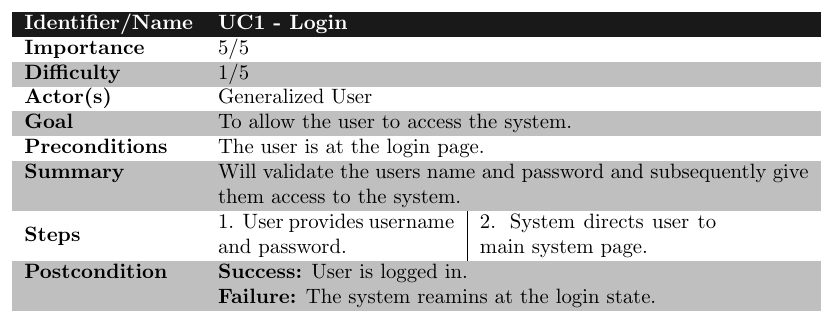 Identifier/Name UC1 - Login
Importance 5/5
Difficulty 1/5
Actor(s) Generalized User
Goal To allow the user to access the system.
Preconditions The user is at the login page.
Summary Will validate the users name and password and subsequently give
them access to the system.
Steps
1. User provides username
and password.
2. System directs user to
main system page.
Postcondition Success: User is logged in.
Failure: The system reamins at the login state.